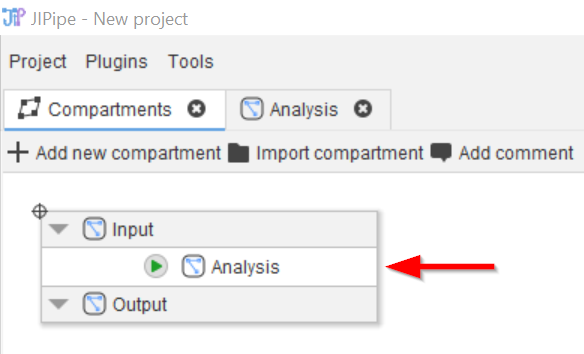 JIPipe - New project
Project Plugins Tools
Compartments Analysis
Add new compartment Import compartment Add comment
Input
Analysis
Output